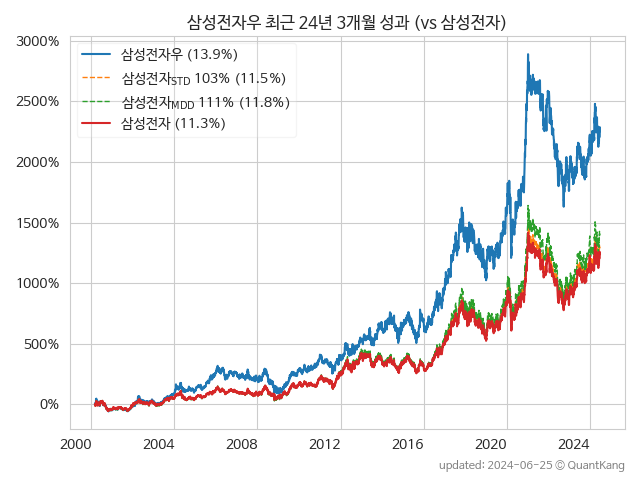 삼성전자우 최근 24년 3개월 성과 (vs 삼성전자)
3000%
2500%
2000%
1500%
1000%
500%
0%
삼성전자우 (13.9%)
삼성전자STD 103% (11.5%)
삼성전자MDD 111% (11.8%)
삼성전자 (11.3%)
2000 2004 2008 2012 2016 2020 2024
updated: 2024-06-25 © QuantKang